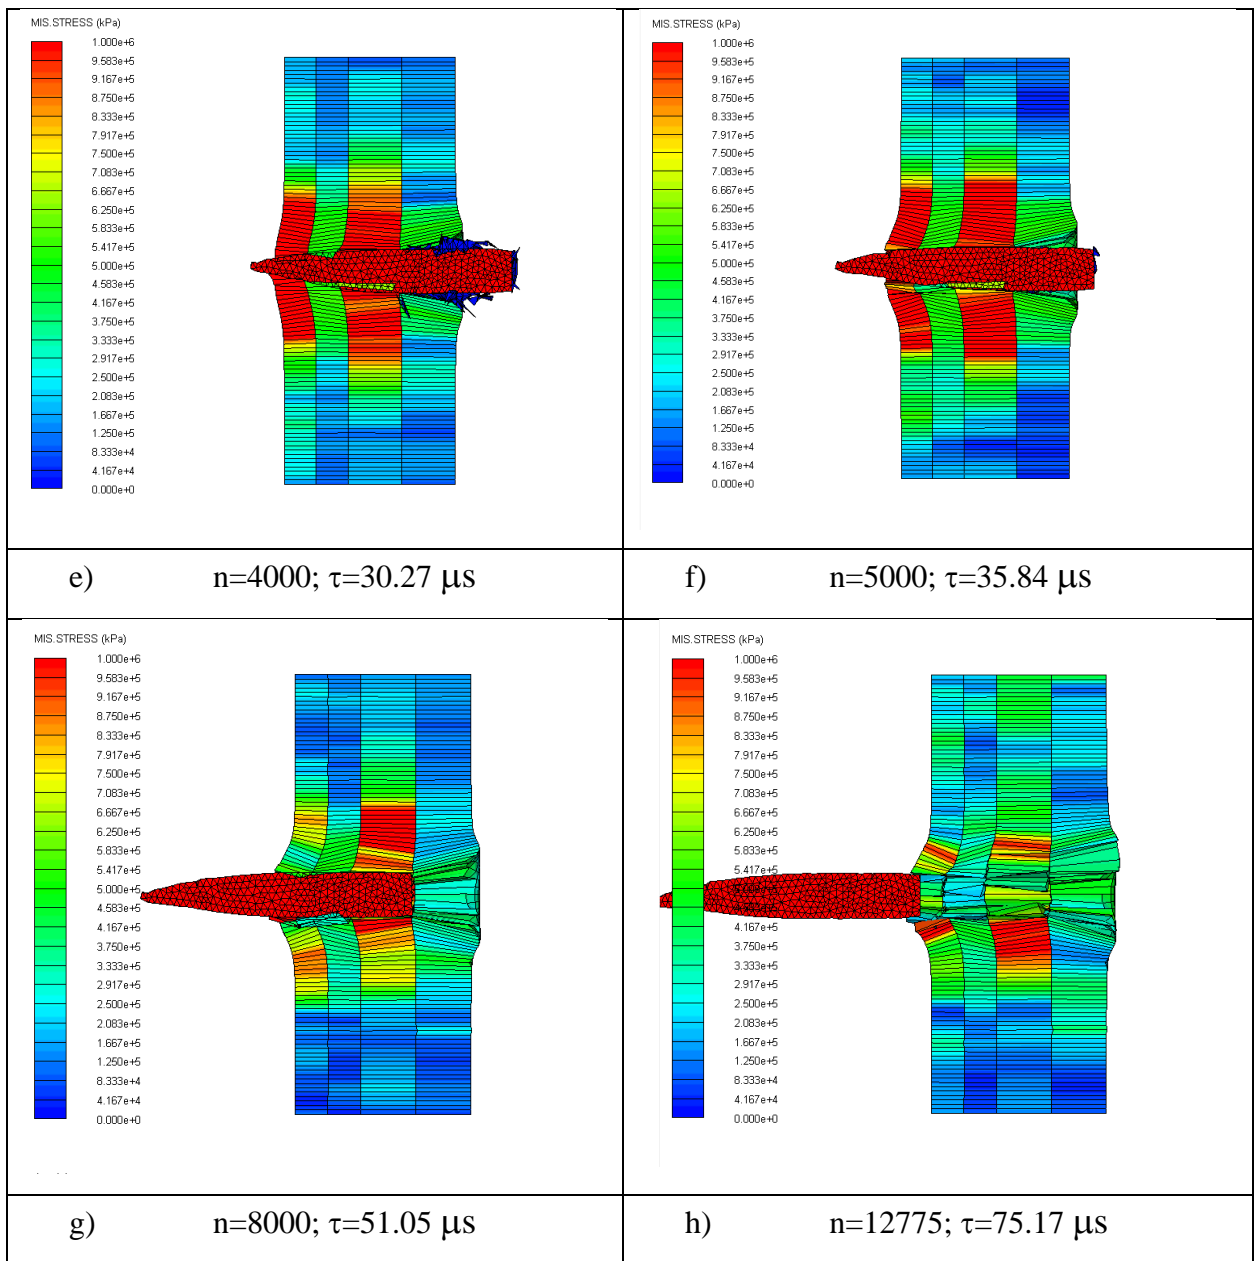 MIS.STRESS (kPa)
1.000e+6
9.583e+5
9.167e+5
8.750e+5
8.333e+5
7.917e+5
7.500e+5
7.083e+5
6.667e+5
6.250e+5
5.833e+5
5.417e+5
5.000e+5
4.583e+5
4.167e+5
3.750e+5
3.333e+5
2.917e+5
2.500e+5
2.083e+5
1.667e+5
1.250e+5
8.333e+4
4.167e+4
0.000e+0
MIS.STRESS (kPa)
1.000e+6
9.583e+5
9.167e+5
8.750e+5
8.333e+5
7.917e+5
7.500e+5
7.083e+5
6.667e+5
6.250e+5
5.833e+5
5.417e+5
5.000e+5
4.583e+5
4.167e+5
3.750e+5
3.333e+5
2.917e+5
2.500e+5
2.083e+5
1.667e+5
1.250e+5
8.333e+4
4.167e+4
0.000e+0
e) n=4000; τ=30.27 μs
f) n=5000; τ=35.84 μs
MIS.STRESS (kPa)
1.000e+6
9.583e+5
9.167e+5
8.750e+5
8.333e+5
7.917e+5
7.500e+5
7.083e+5
6.667e+5
6.250e+5
5.833e+5
5.417e+5
5.000e+5
4.583e+5
4.167e+5
3.750e+5
3.333e+5
2.917e+5
2.500e+5
2.083e+5
1.667e+5
1.250e+5
8.333e+4
4.167e+4
0.000e+0
MIS.STRESS (kPa)
1.000e+6
9.583e+5
9.167e+5
8.750e+5
8.333e+5
7.917e+5
7.500e+5
7.083e+5
6.667e+5
6.250e+5
5.833e+5
5.417e+5
5.000e+5
4.583e+5
4.167e+5
3.750e+5
3.333e+5
2.917e+5
2.500e+5
2.083e+5
1.667e+5
1.250e+5
8.333e+4
4.167e+4
0.000e+0
g) n=8000; τ=51.05 μs
h) n=12775; τ=75.17 μs